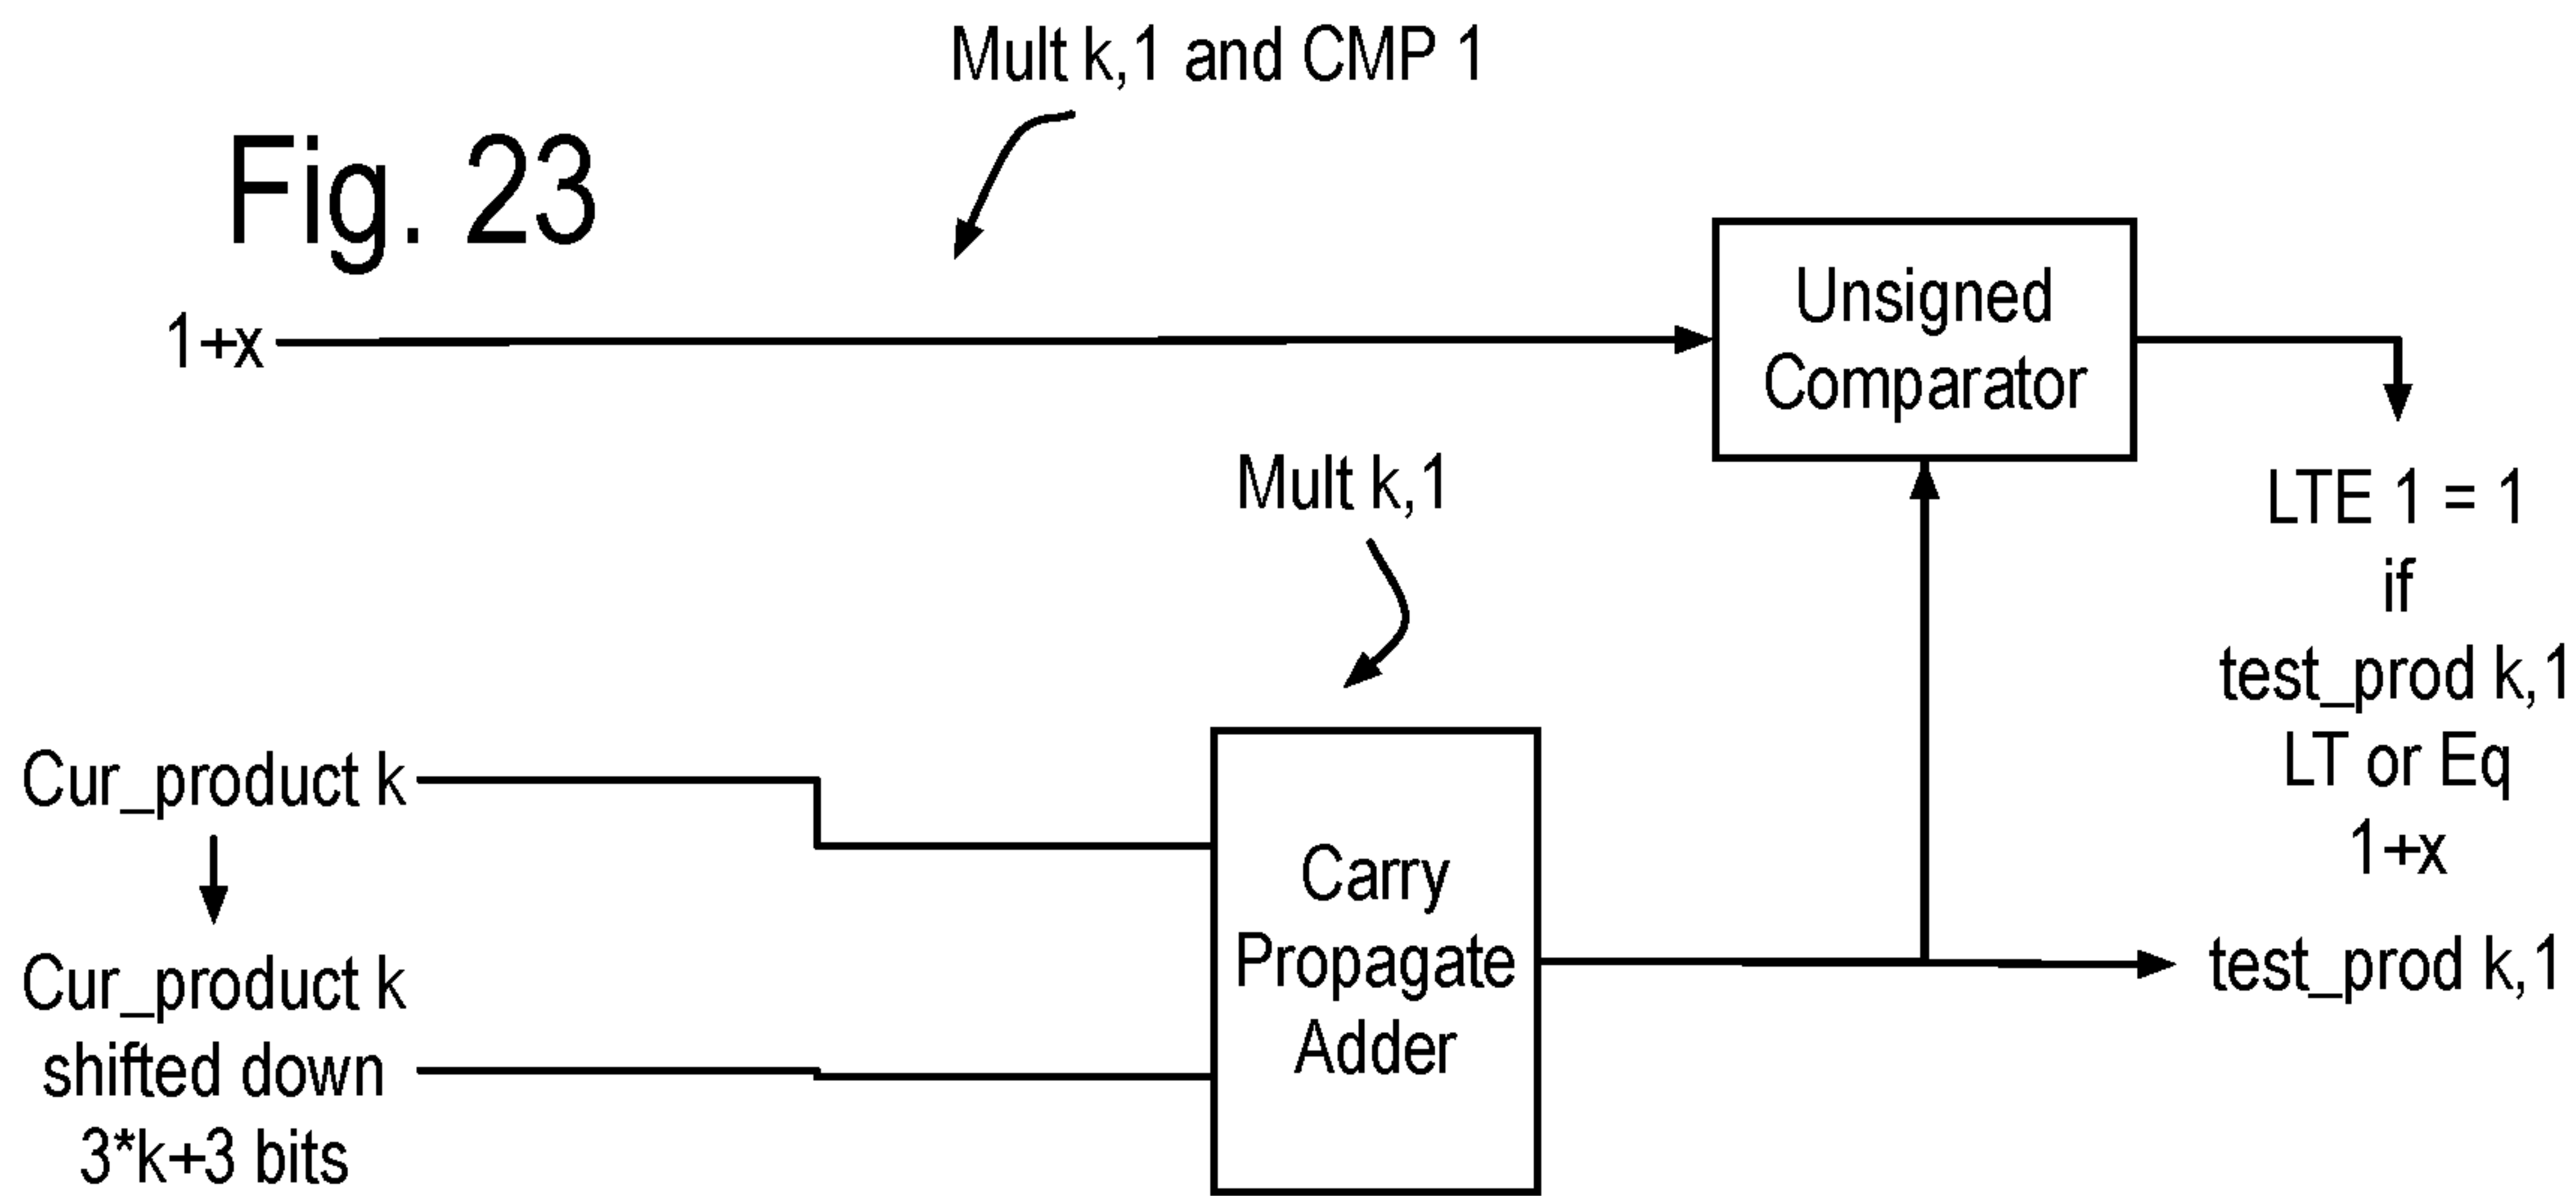 Mult k,1 and CMP 1
Fig. 23
1+x
Unsigned
Comparator
Mult k,1
LTE 1 = 1
if
test_prod k,1
LT or Eq
1+x
Cur_product k
Cur_product k
shifted down
3*k+3 bits
Carry
Propagate
Adder
test_prod k,1